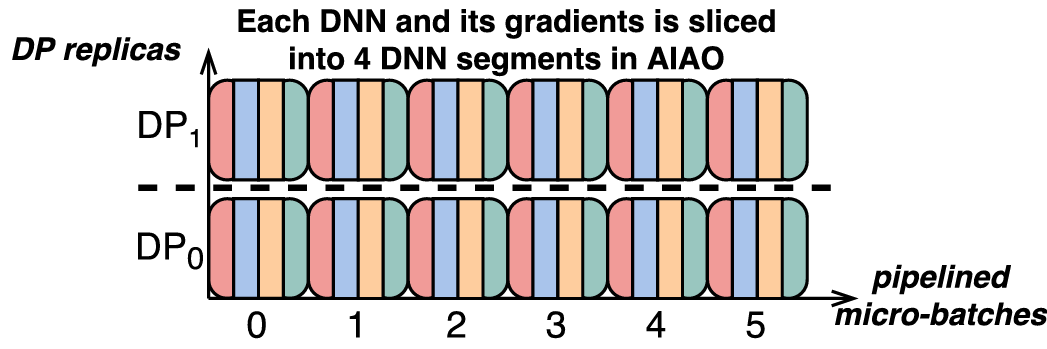 Each DNN and its gradients is sliced
into 4 DNN segments in AIAO
DP replicas
DP1
DP0
0 1 2 3 4 5
pipelined
micro-batches